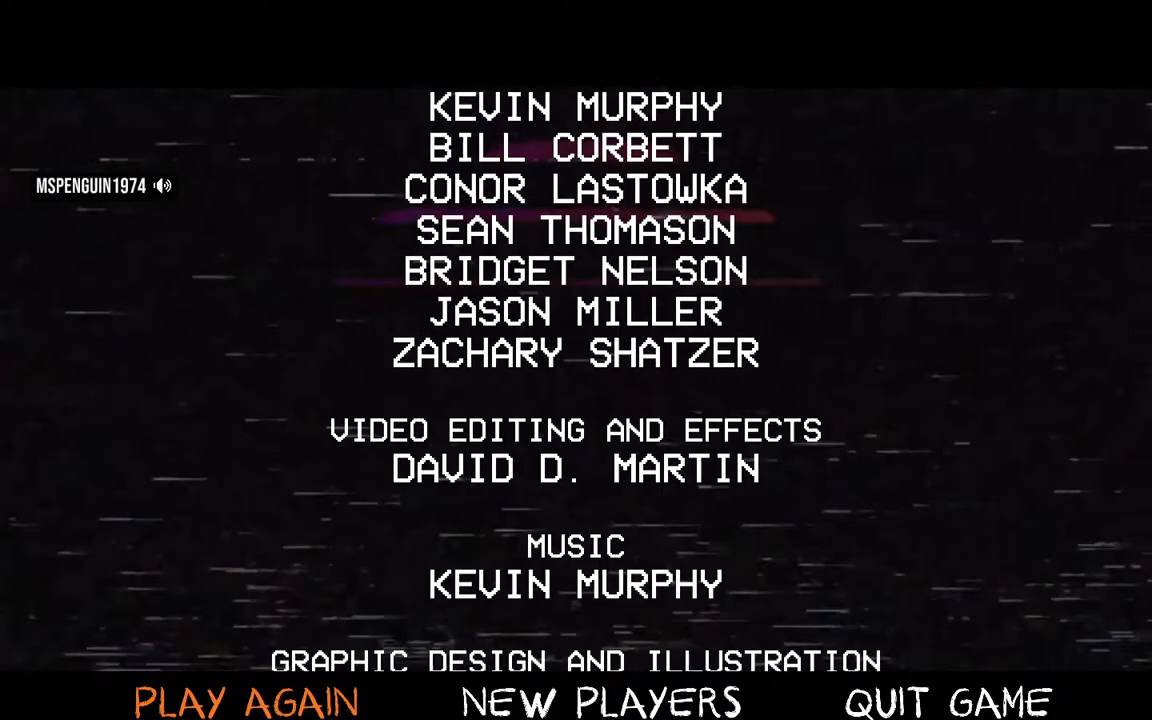 KEVIN MURPHY
BILL CORBETT
MSPENGUIN1974
CONOR LASTOWKA
SEAN THOMASON
BRIDGET NELSON
JASON MILLER
ZACHARY SHATZER
VIDEO EDITING AND EFFECTS
DAVID D. MARTIN
MUSIC
KEVIN MURPHY
GRAPHIC DESIGN AND ILLUSTRATION
PLAY AGAIN NEW PLAYERS QUIT GAME